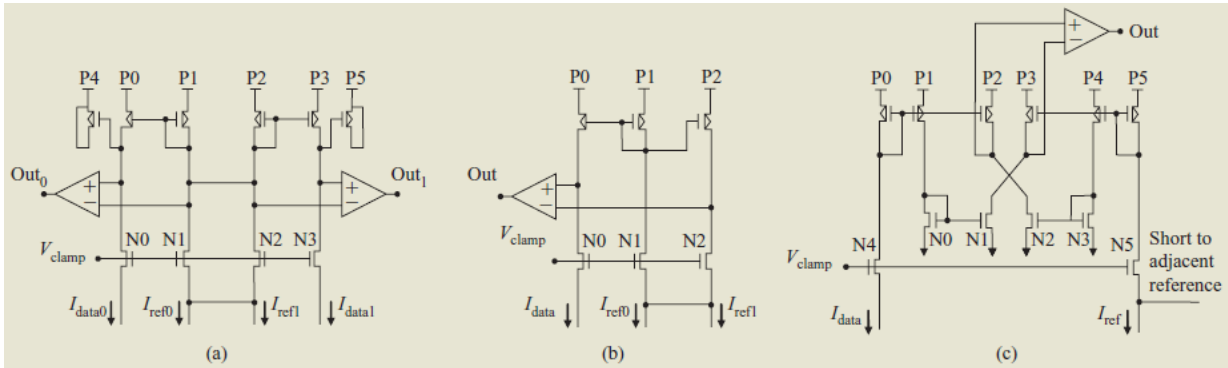 P4 P0 P1 P2 P3 P5
Out0 + − + − Out1
Vclamp N0 N1 N2 N3
Idata0 Iref0 Iref1 Idata1
(a)
P0 P1 P2
Out + −
Vclamp N0 N1 N2
Idata Iref0 Iref1
(b)
+ − Out
P0 P1 P2 P3 P4 P5
N0 N1 N2 N3
Vclamp N4 N5 Short to
adjacent
reference
Idata Iref
(c)